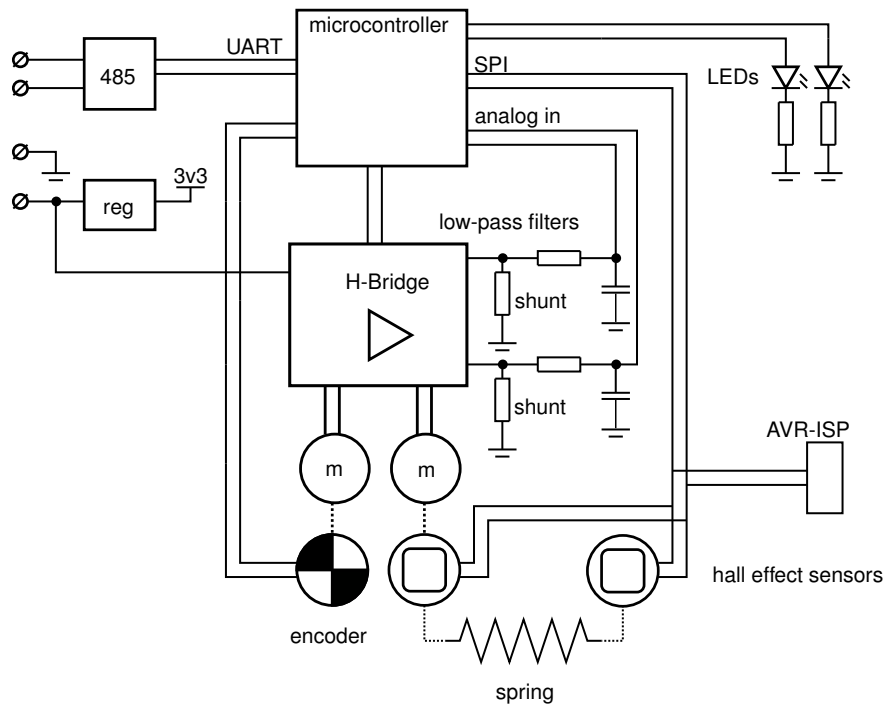 microcontroller
UART
485
SPI
LEDs
analog in
3v3
reg
low-pass filters
H-Bridge
shunt
shunt
AVR-ISP
m
m
hall effect sensors
encoder
spring